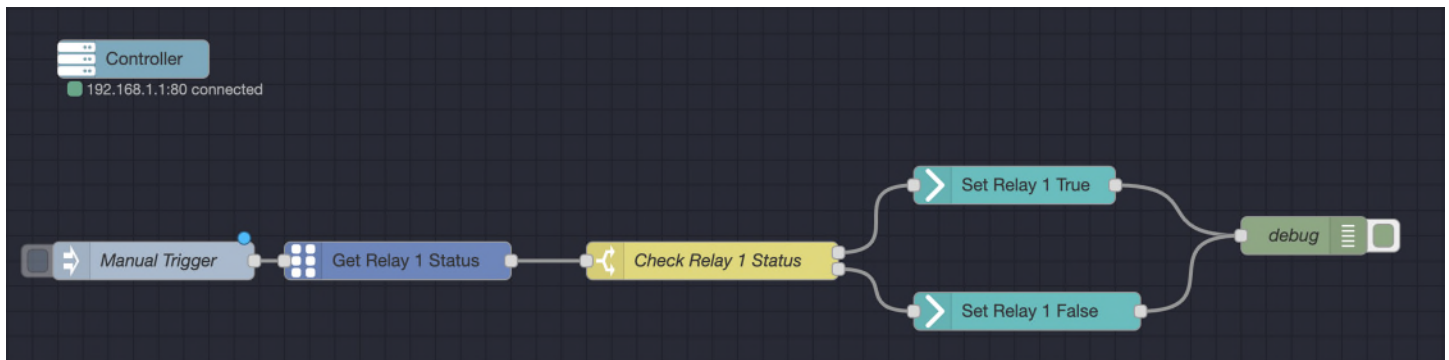 Controller
192.168.1.1:80 connected
Manual Trigger
Get Relay 1 Status
Check Relay 1 Status
Set Relay 1 True
Set Relay 1 False
debug